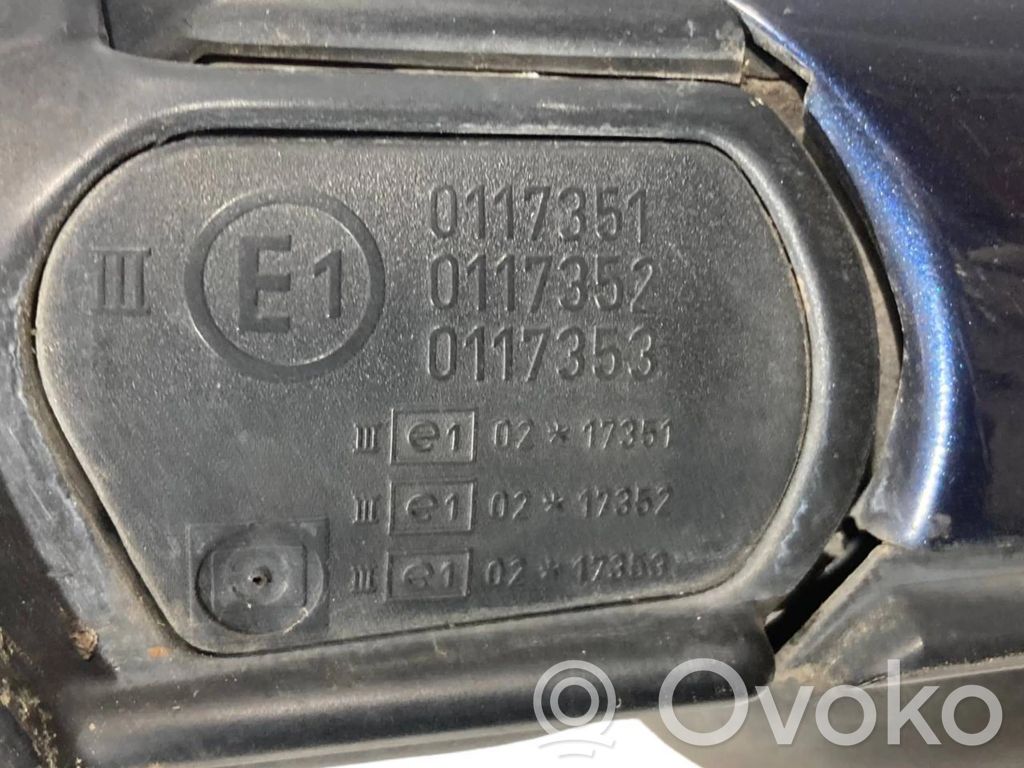 III E1 0117351
0117352
0117353
III e1 02 * 17351
III e1 02 * 17352
III e1 02 * 17353
Ovoko